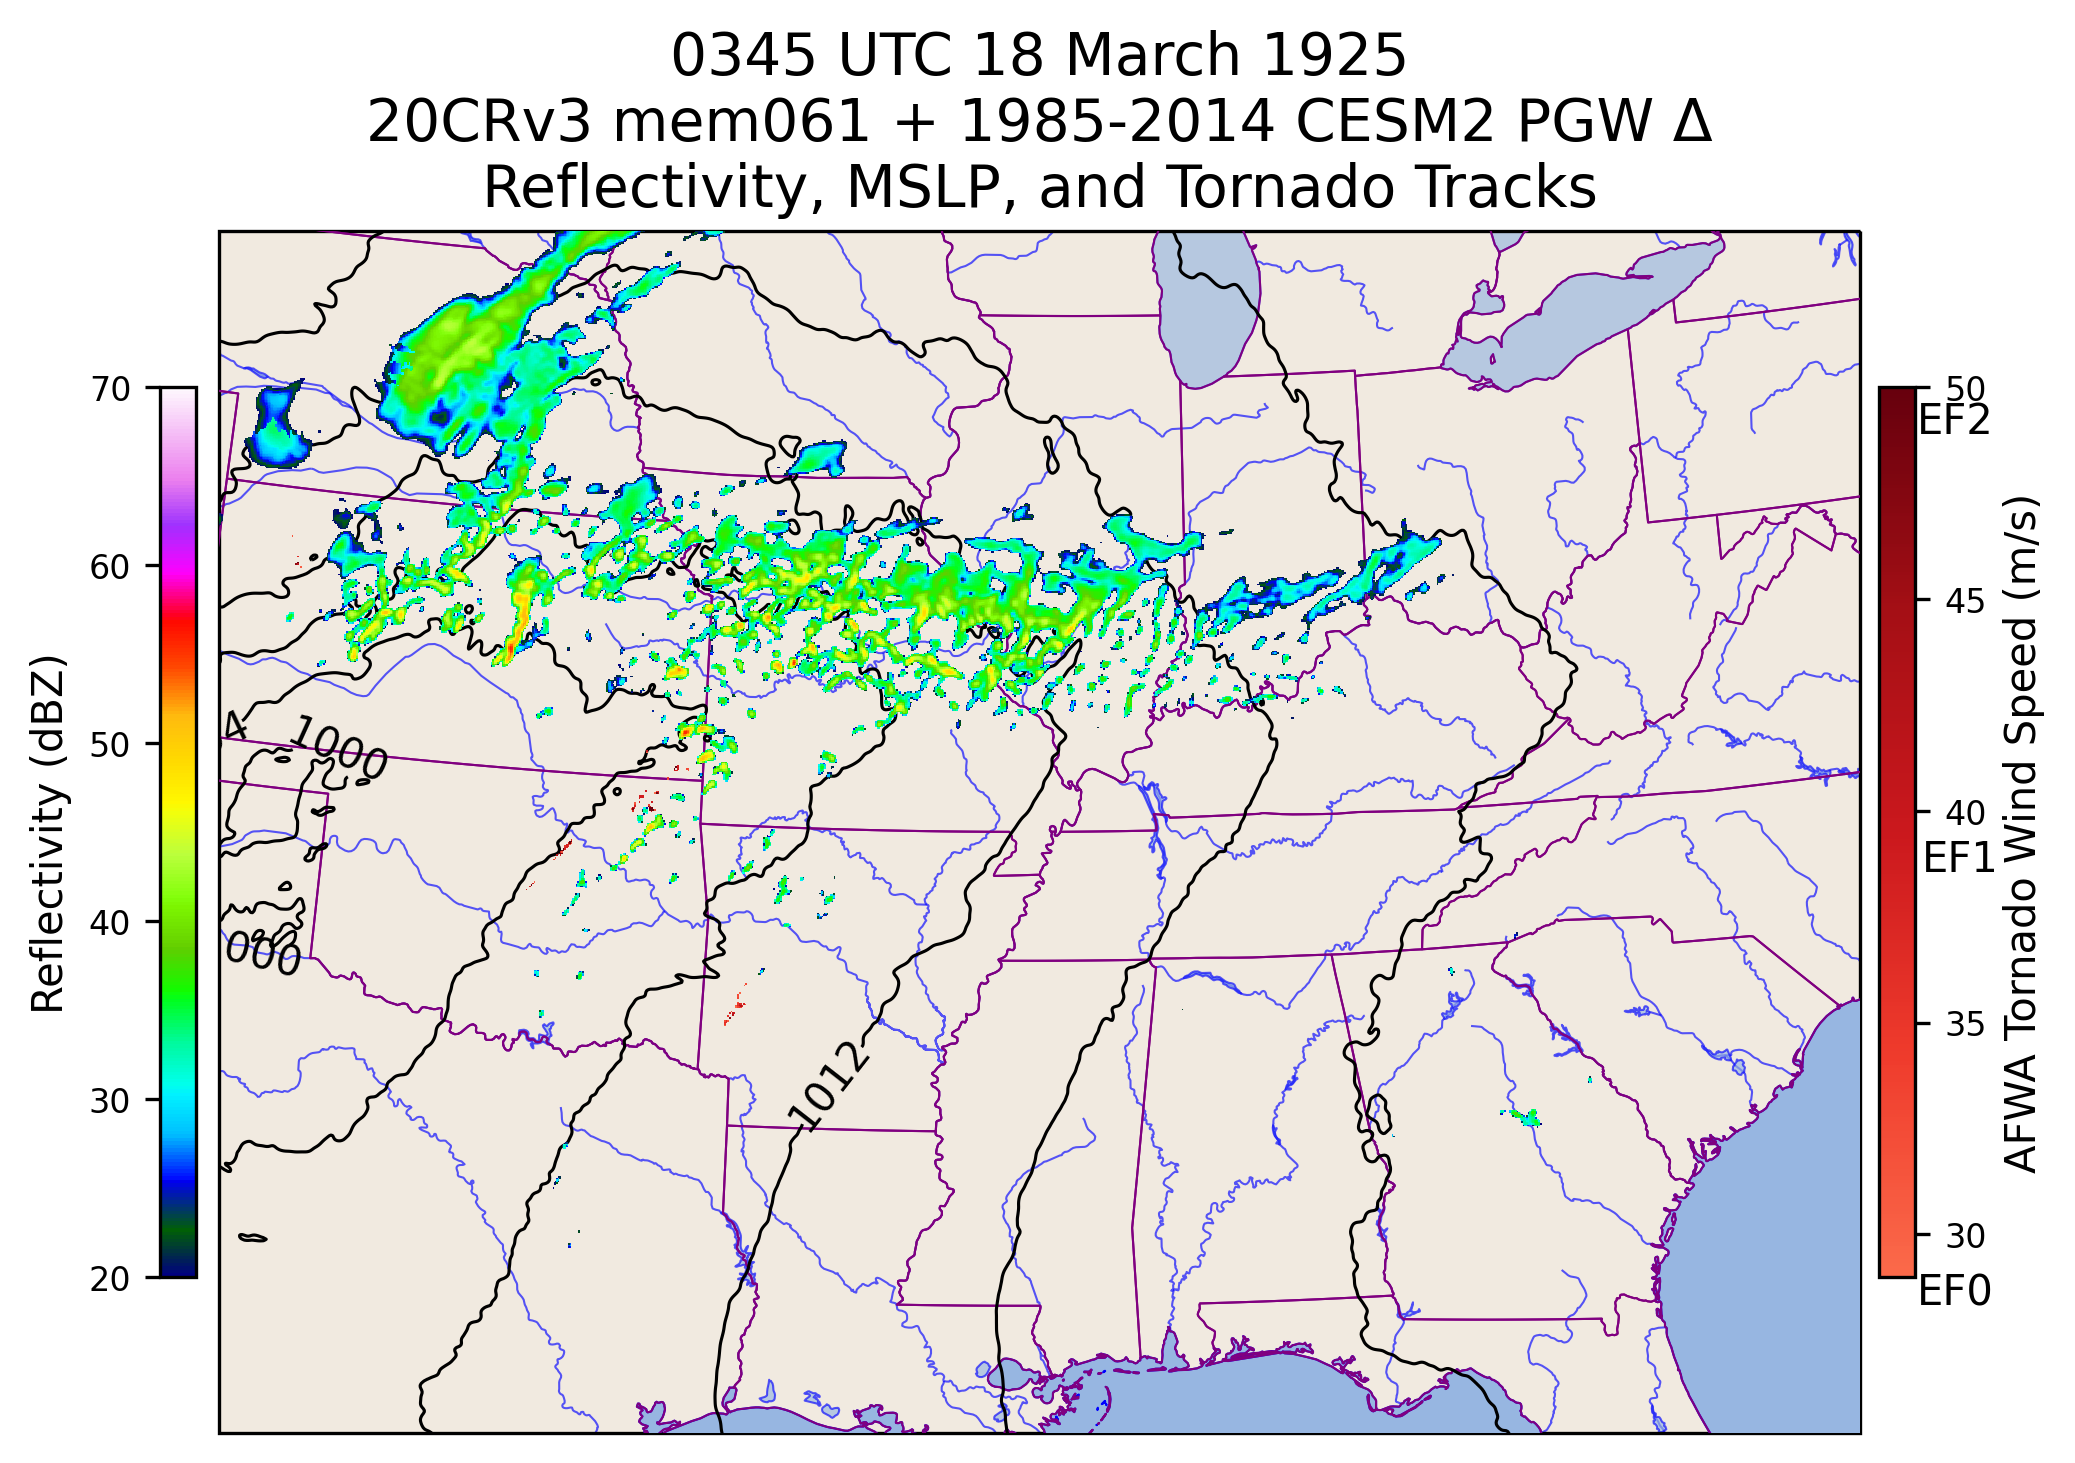 0345 UTC 18 March 1925
20CRv3 mem061 + 1985-2014 CESM2 PGW Δ
Reflectivity, MSLP, and Tornado Tracks
Reflectivity (dBZ)
70
60
50
40
30
20
4
1000
000
1012
50
EF2
45
40
EF1
35
30
EF0
AFWA Tornado Wind Speed (m/s)